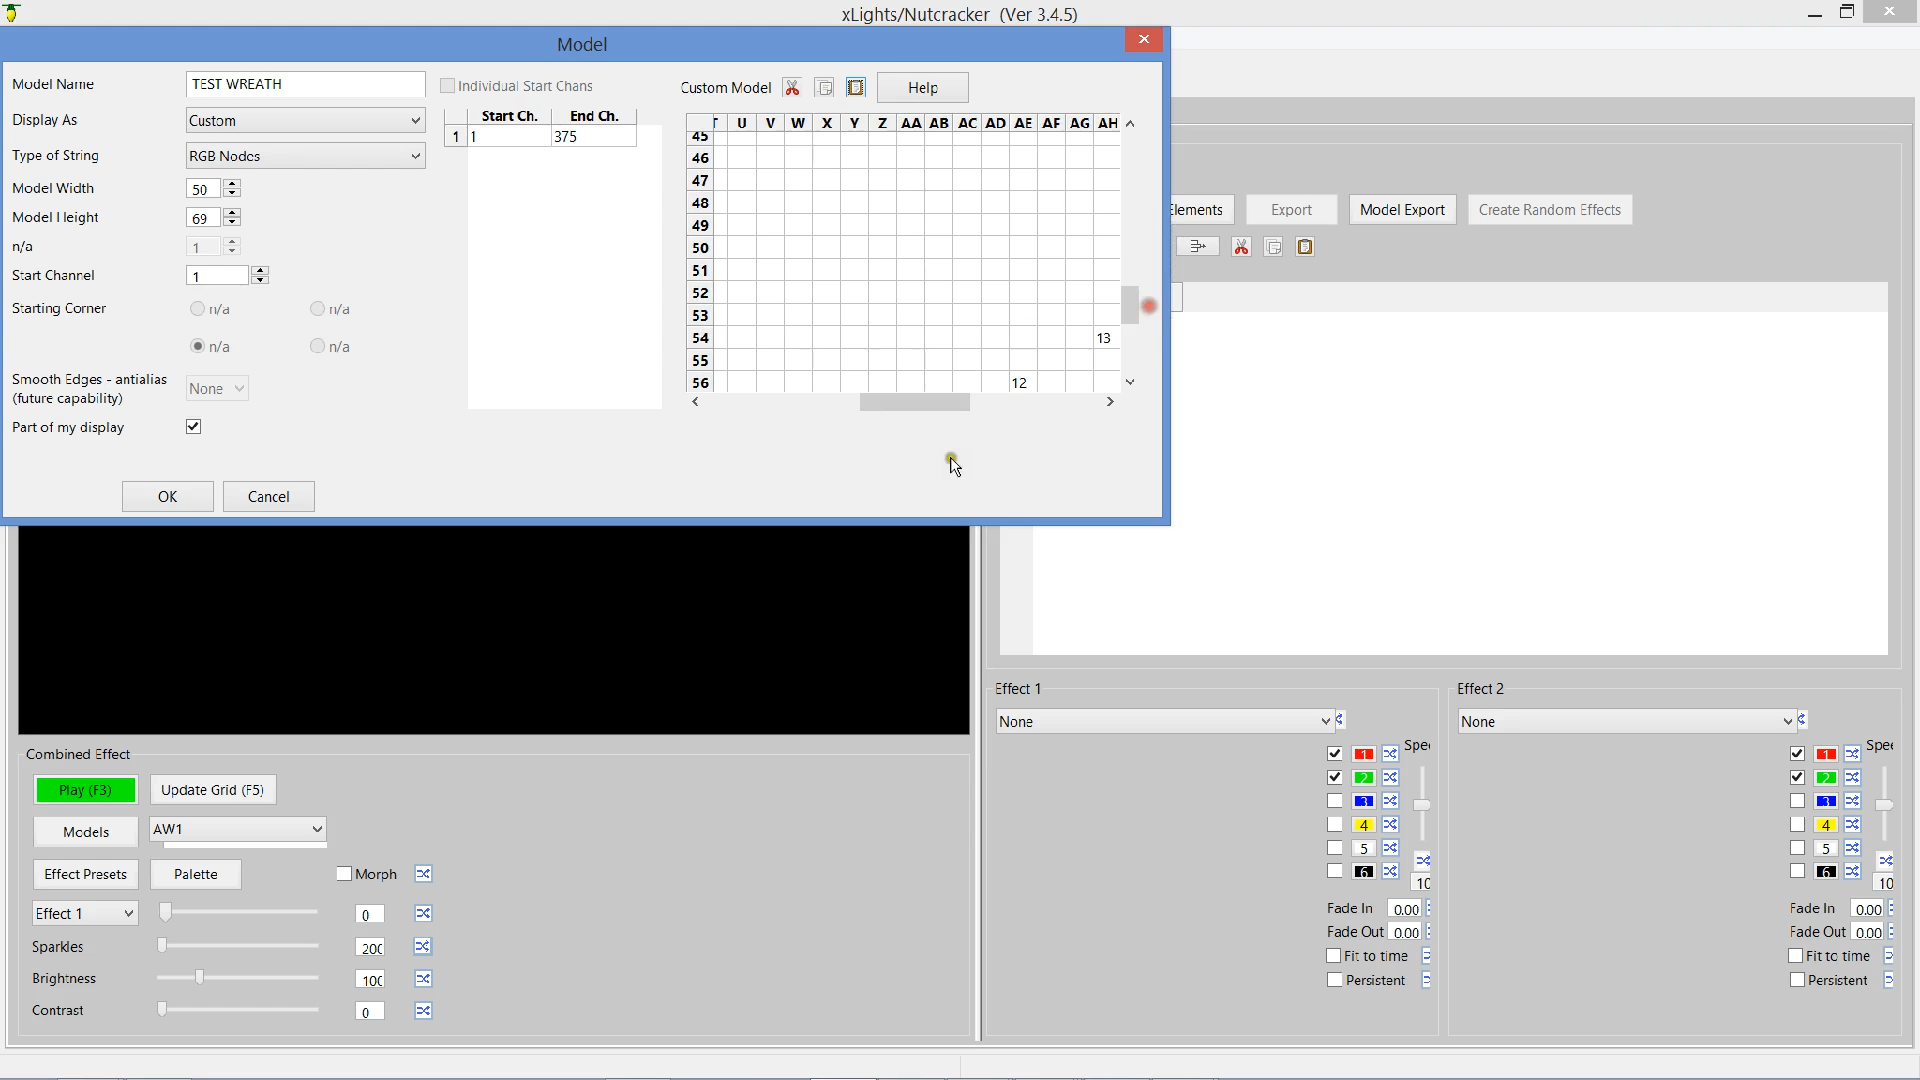 xLights/Nutcracker (Ver 3.4.5)
Model
Model Name
TEST WREATH
Display As
Custom
Type of String
RGB Nodes
Model Width
50
Model Height
69
n/a
1
Start Channel
1
Starting Corner
n/a
n/a
n/a
n/a
Smooth Edges - antialias
(future capability)
None
Part of my display
OK
Cancel
Individual Start Chans
Start Ch. End Ch.
1 1 375
Custom Model
Help
U V W X Y Z AA AB AC AD AE AF AG AH
45
46
47
48
49
50
51
52
53
54 13
55
56 12
Elements
Export
Model Export
Create Random Effects
Combined Effect
Play (F3)
Update Grid (F5)
Models
AW1
Effect Presets
Palette
Morph
Effect 1
0
Sparkles
200
Brightness
100
Contrast
0
Effect 1
None
1
2
3
4
5
6
Spee
10
Fade In 0.00
Fade Out 0.00
Fit to time
Persistent
Effect 2
None
1
2
3
4
5
6
Spee
10
Fade In 0.00
Fade Out 0.00
Fit to time
Persistent